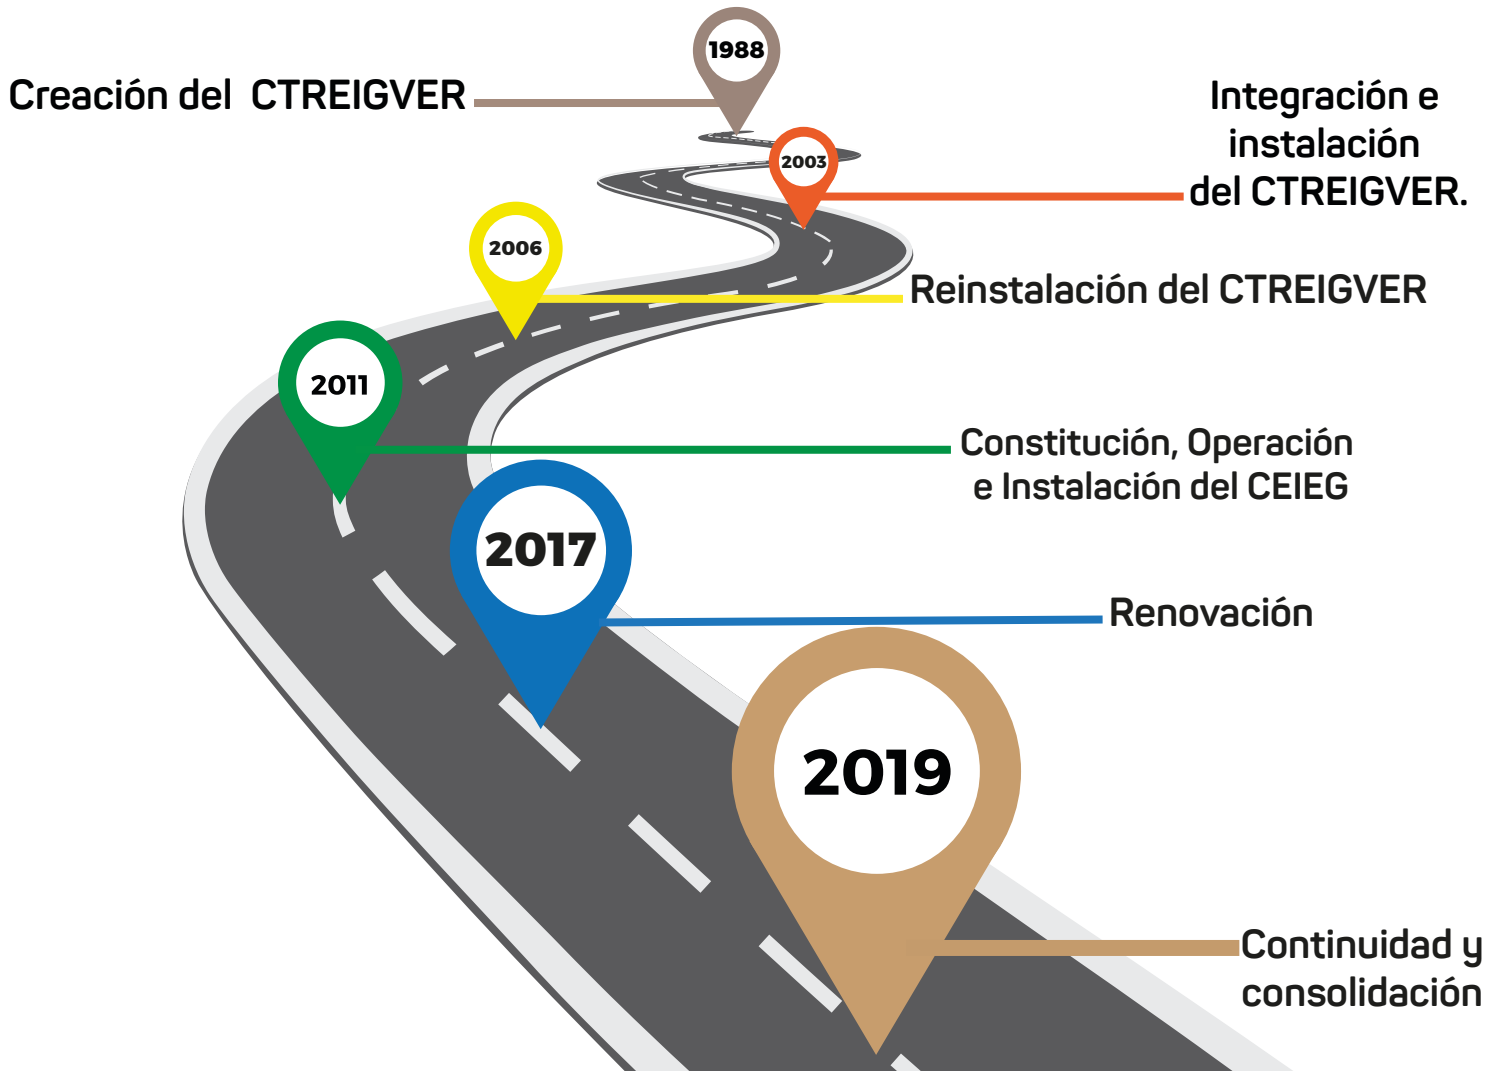 1988
Creación del CTREIGVER
Integración e
instalación
del CTREIGVER.
2003
2006
Reinstalación del CTREIGVER
2011
Constitución, Operación
e Instalación del CEIEG
2017
Renovación
2019
Continuidad y
consolidación